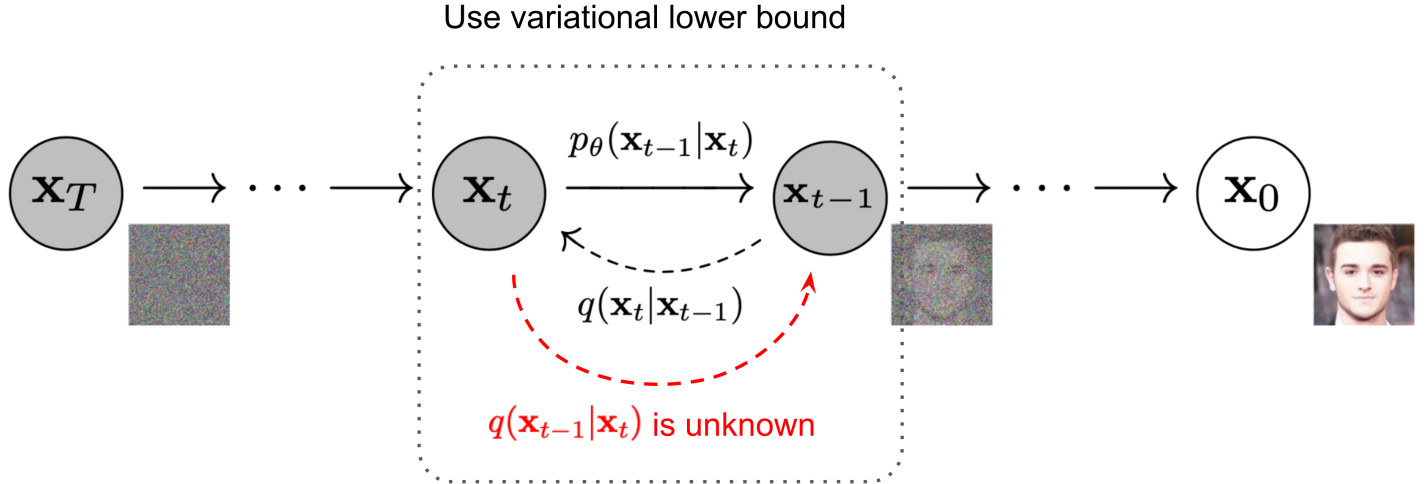 Use variational lower bound
p_θ(x_{t−1}|x_t)
x_T → ··· → x_t → x_{t−1} → ··· → x_0
q(x_t|x_{t−1})
q(x_{t−1}|x_t) is unknown